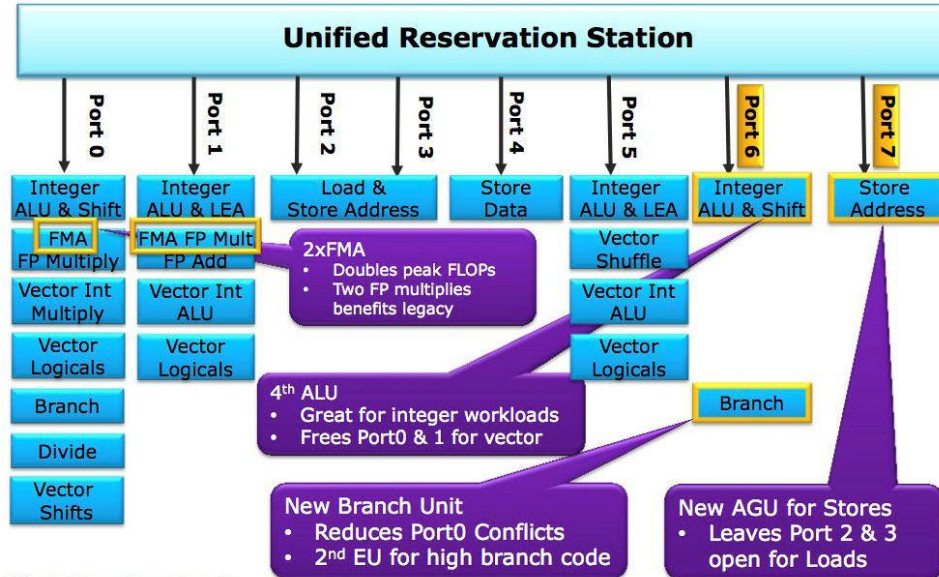 Unified Reservation Station
Port 0
Port 1
Port 2
Port 3
Port 4
Port 5
Port 6
Port 7
Integer
ALU & Shift
Integer
ALU & LEA
Load &
Store Address
Store
Data
Integer
ALU & LEA
Integer
ALU & Shift
Store
Address
FMA
FP Multiply
FMA FP Mult
FP Add
2xFMA
• Doubles peak FLOPs
• Two FP multiplies
benefits legacy
Vector
Shuffle
Vector Int
Multiply
Vector Int
ALU
Vector Int
ALU
Vector
Logicals
Vector
Logicals
Vector
Logicals
4th ALU
• Great for integer workloads
• Frees Port0 & 1 for vector
Branch
Branch
Divide
Vector
Shifts
New Branch Unit
• Reduces Port0 Conflicts
• 2nd EU for high branch code
New AGU for Stores
• Leaves Port 2 & 3
open for Loads